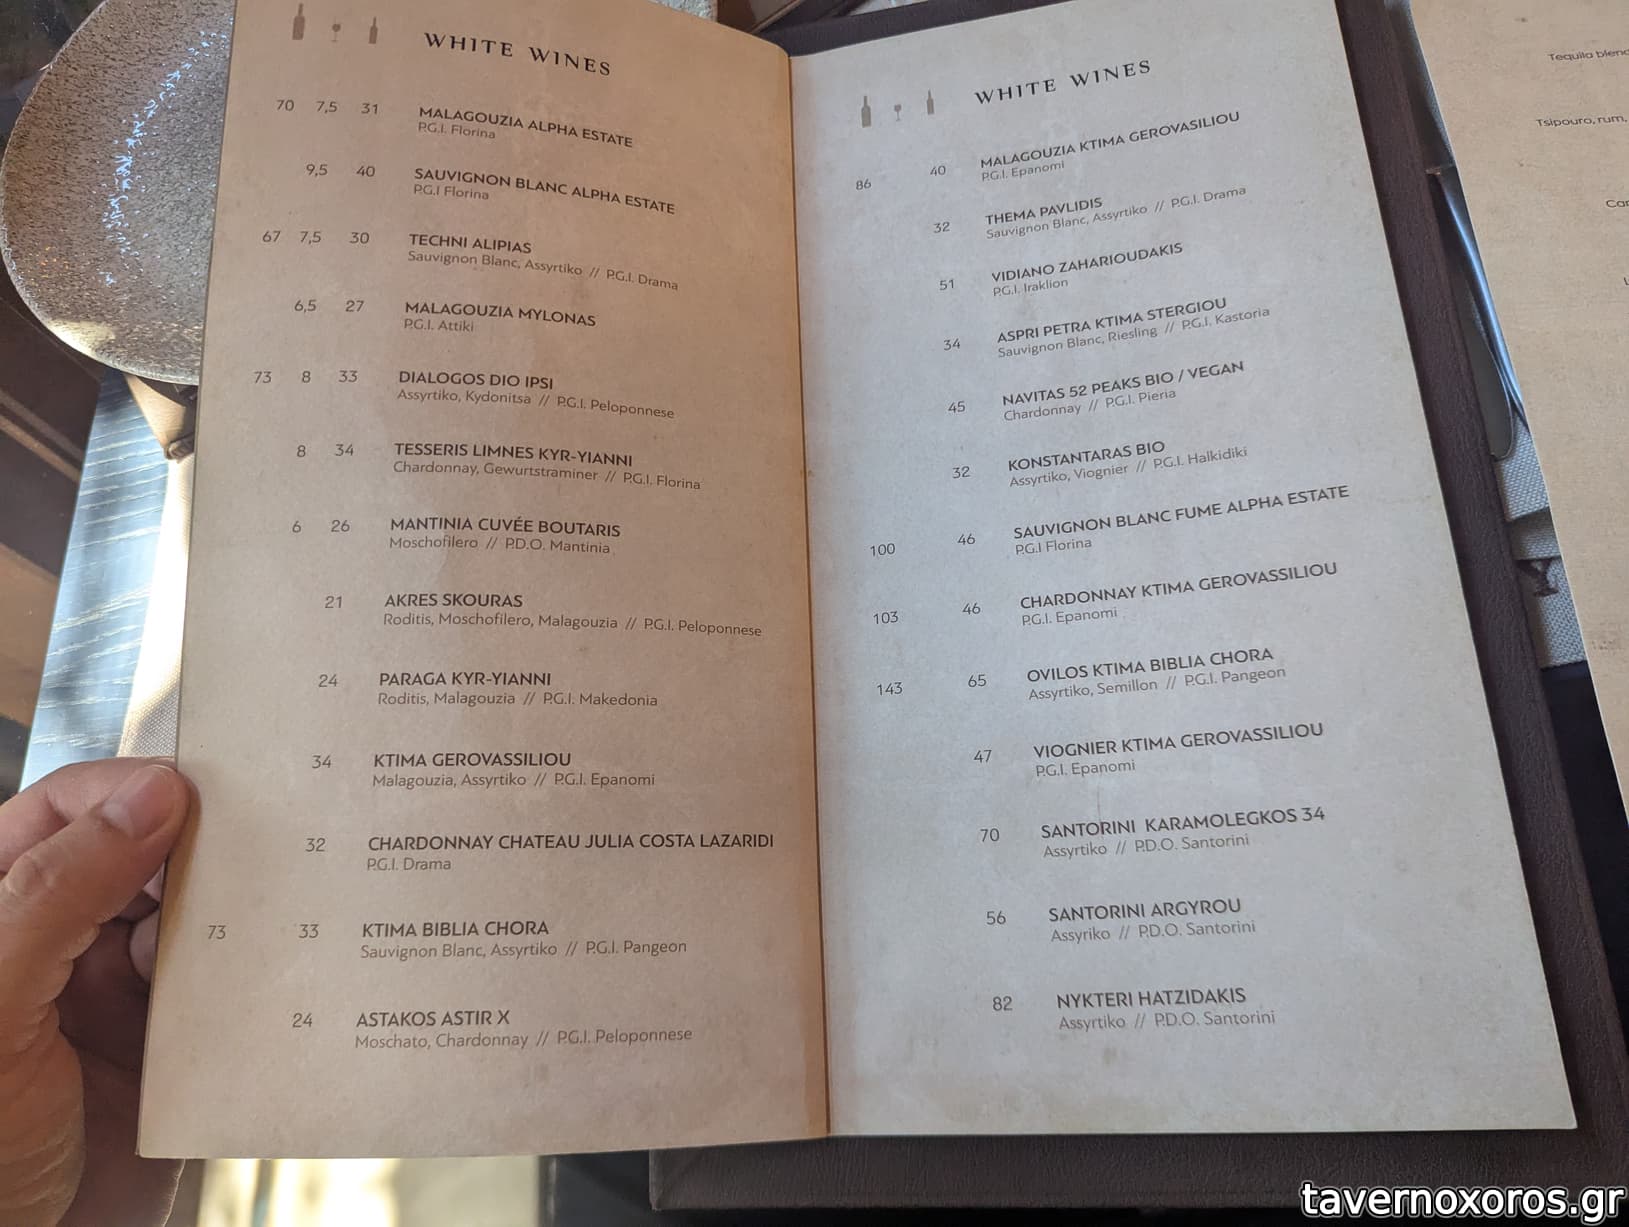 WHITE WINES
70 7,5 31 MALAGOUZIA ALPHA ESTATE
P.G.I. Florina
9,5 40 SAUVIGNON BLANC ALPHA ESTATE
P.G.I Florina
67 7,5 30 TECHNI ALIPIAS
Sauvignon Blanc, Assyrtiko // P.G.I. Drama
6,5 27 MALAGOUZIA MYLONAS
P.G.I. Attiki
73 8 33 DIALOGOS DIO IPSI
Assyrtiko, Kydonitsa // P.G.I. Peloponnese
8 34 TESSERIS LIMNES KYR-YIANNI
Chardonnay, Gewurtstraminer // P.G.I. Florina
6 26 MANTINIA CUVÉE BOUTARIS
Moschofilero // P.D.O. Mantinia
21 AKRES SKOURAS
Roditis, Moschofilero, Malagouzia // P.G.I. Peloponnese
24 PARAGA KYR-YIANNI
Roditis, Malagouzia // P.G.I. Makedonia
34 KTIMA GEROVASSILIOU
Malagouzia, Assyrtiko // P.G.I. Epanomi
32 CHARDONNAY CHATEAU JULIA COSTA LAZARIDI
P.G.I. Drama
73 33 KTIMA BIBLIA CHORA
Sauvignon Blanc, Assyrtiko // P.G.I. Pangeon
24 ASTAKOS ASTIR X
Moschato, Chardonnay // P.G.I. Peloponnese
WHITE WINES
86 40 MALAGOUZIA KTIMA GEROVASILIOU
P.G.I. Epanomi
32 THEMA PAVLIDIS
Sauvignon Blanc, Assyrtiko // P.G.I. Drama
51 VIDIANO ZAHARIOUDAKIS
P.G.I. Iraklion
34 ASPRI PETRA KTIMA STERGIOU
Sauvignon Blanc, Riesling // P.G.I. Kastoria
45 NAVITAS 52 PEAKS BIO / VEGAN
Chardonnay // P.G.I. Pieria
32 KONSTANTARAS BIO
Assyrtiko, Viognier // P.G.I. Halkidiki
100 46 SAUVIGNON BLANC FUME ALPHA ESTATE
P.G.I Florina
103 46 CHARDONNAY KTIMA GEROVASSILIOU
P.G.I. Epanomi
143 65 OVILOS KTIMA BIBLIA CHORA
Assyrtiko, Semillon // P.G.I. Pangeon
47 VIOGNIER KTIMA GEROVASSILIOU
P.G.I. Epanomi
70 SANTORINI KARAMOLEGKOS 34
Assyrtiko // P.D.O. Santorini
56 SANTORINI ARGYROU
Assyriko // P.D.O. Santorini
82 NYKTERI HATZIDAKIS
Assyrtiko // P.D.O. Santorini
Tequila
Tsipouro, rum,
tavernoxoros.gr